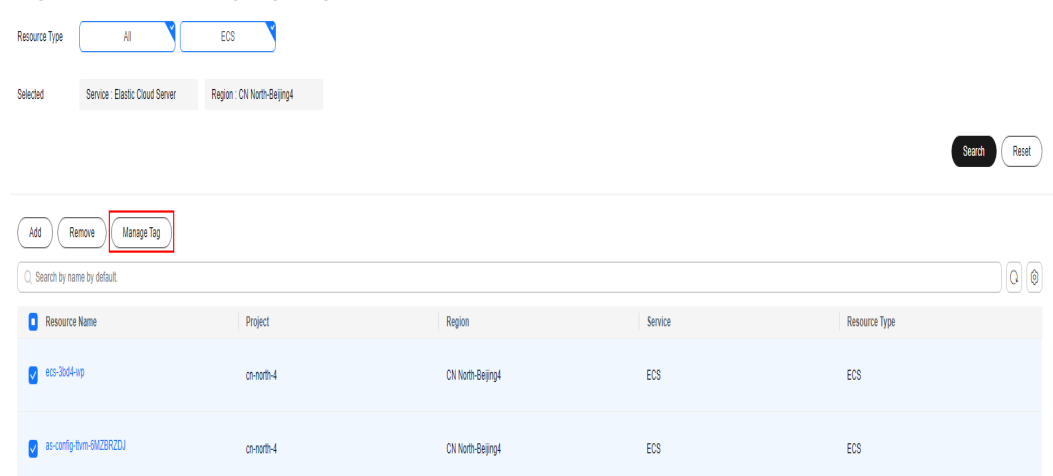 Resource Type All ECS
Selected Service : Elastic Cloud Server Region : CN North-Beijing4
Search Reset
Add Remove Manage Tag
Search by name by default.
Resource Name Project Region Service Resource Type
ecs-3bd4-wp cn-north-4 CN North-Beijing4 ECS ECS
as-config-ttvm-6MZBRZDJ cn-north-4 CN North-Beijing4 ECS ECS